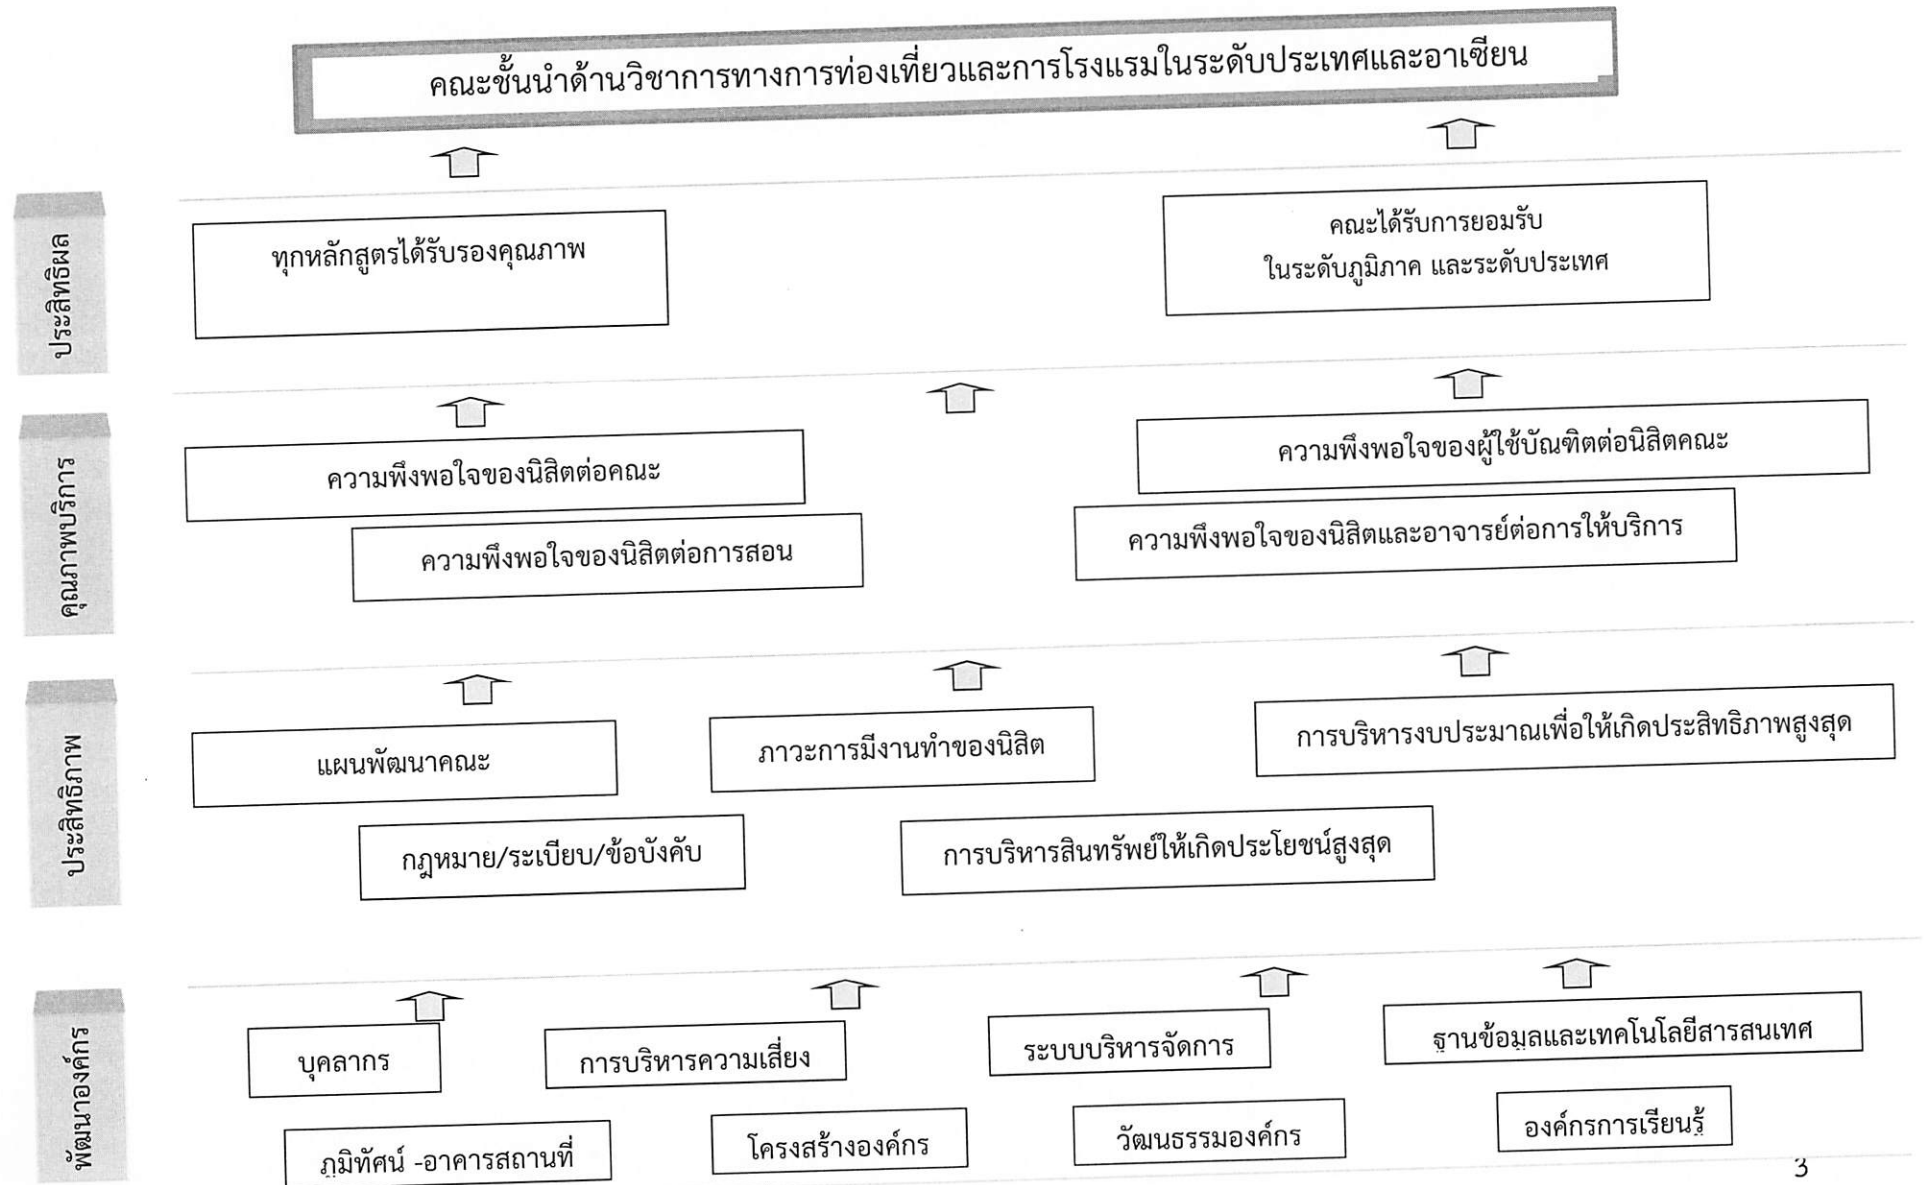 คณะชั้นนำด้านวิชาการทางการท่องเที่ยวและการโรงแรมในระดับประเทศและอาเซียน
ประสิทธิผล
ทุกหลักสูตรได้รับรองคุณภาพ
คณะได้รับการยอมรับ
ในระดับภูมิภาค และระดับประเทศ
คุณภาพบริการ
ความพึงพอใจของนิสิตต่อคณะ
ความพึงพอใจของผู้ใช้บัณฑิตต่อนิสิตคณะ
ความพึงพอใจของนิสิตต่อการสอน
ความพึงพอใจของนิสิตและอาจารย์ต่อการให้บริการ
ประสิทธิภาพ
แผนพัฒนาคณะ
ภาวะการมีงานทำของนิสิต
การบริหารงบประมาณเพื่อให้เกิดประสิทธิภาพสูงสุด
กฎหมาย/ระเบียบ/ข้อบังคับ
การบริหารสินทรัพย์ให้เกิดประโยชน์สูงสุด
พัฒนาองค์กร
บุคลากร
การบริหารความเสี่ยง
ระบบบริหารจัดการ
ฐานข้อมูลและเทคโนโลยีสารสนเทศ
ภูมิทัศน์ -อาคารสถานที่
โครงสร้างองค์กร
วัฒนธรรมองค์กร
องค์กรการเรียนรู้
3